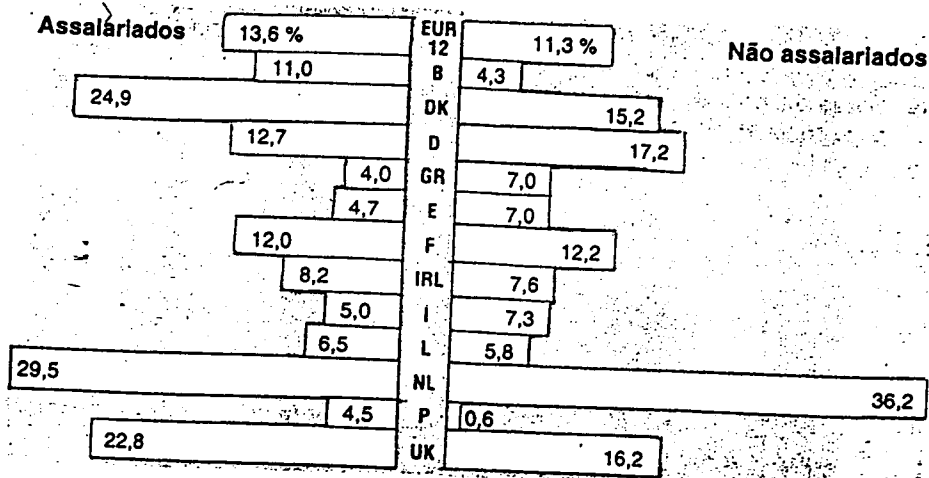 Assalariados
Não assalariados
13,6 % EUR 12 11,3 %
11,0 B 4,3
24,9 DK 15,2
12,7 D 17,2
4,0 GR 7,0
4,7 E 7,0
12,0 F 12,2
8,2 IRL 7,6
5,0 I 7,3
6,5 L 5,8
29,5 NL 36,2
4,5 P 0,6
22,8 UK 16,2